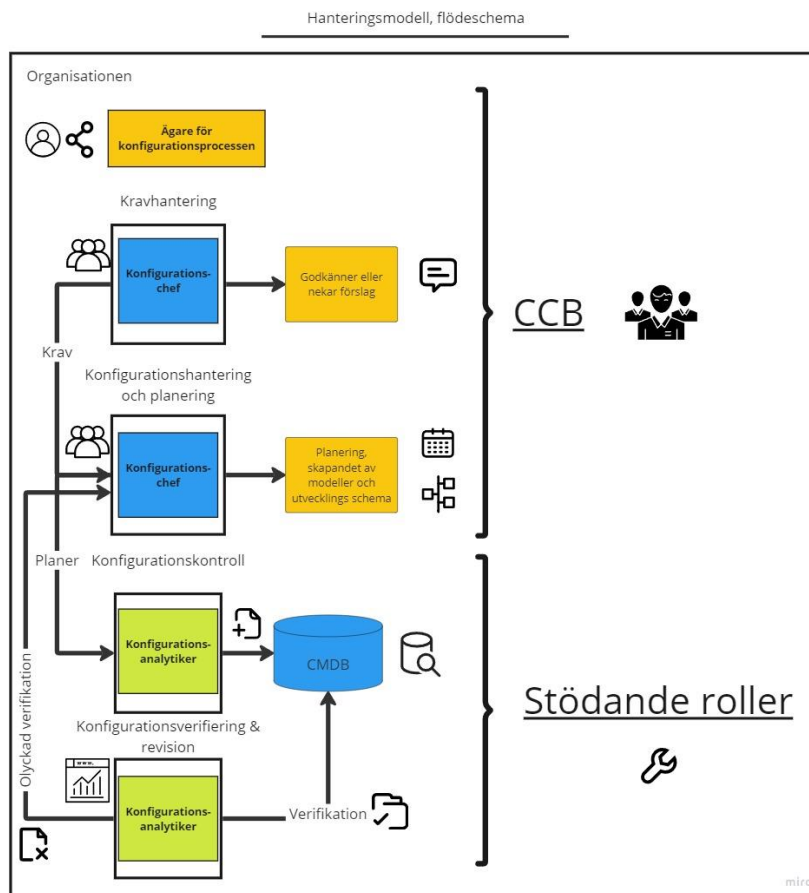 Hanteringsmodell, flödeschema
Organisationen
Ägare för
konfigurationsprocessen
Kravhantering
Konfigurations-
chef
Godkänner eller
nekar förslag
CCB
Krav
Konfigurationshantering
och planering
Konfigurations-
chef
Planering,
skapandet av
modeller och
utvecklings schema
Planer
Konfigurationskontroll
Konfigurations-
analytiker
CMDB
Olyckad verifikation
Stödande roller
Konfigurationsverifiering &
revision
www.
Konfigurations-
analytiker
Verifikation
miro